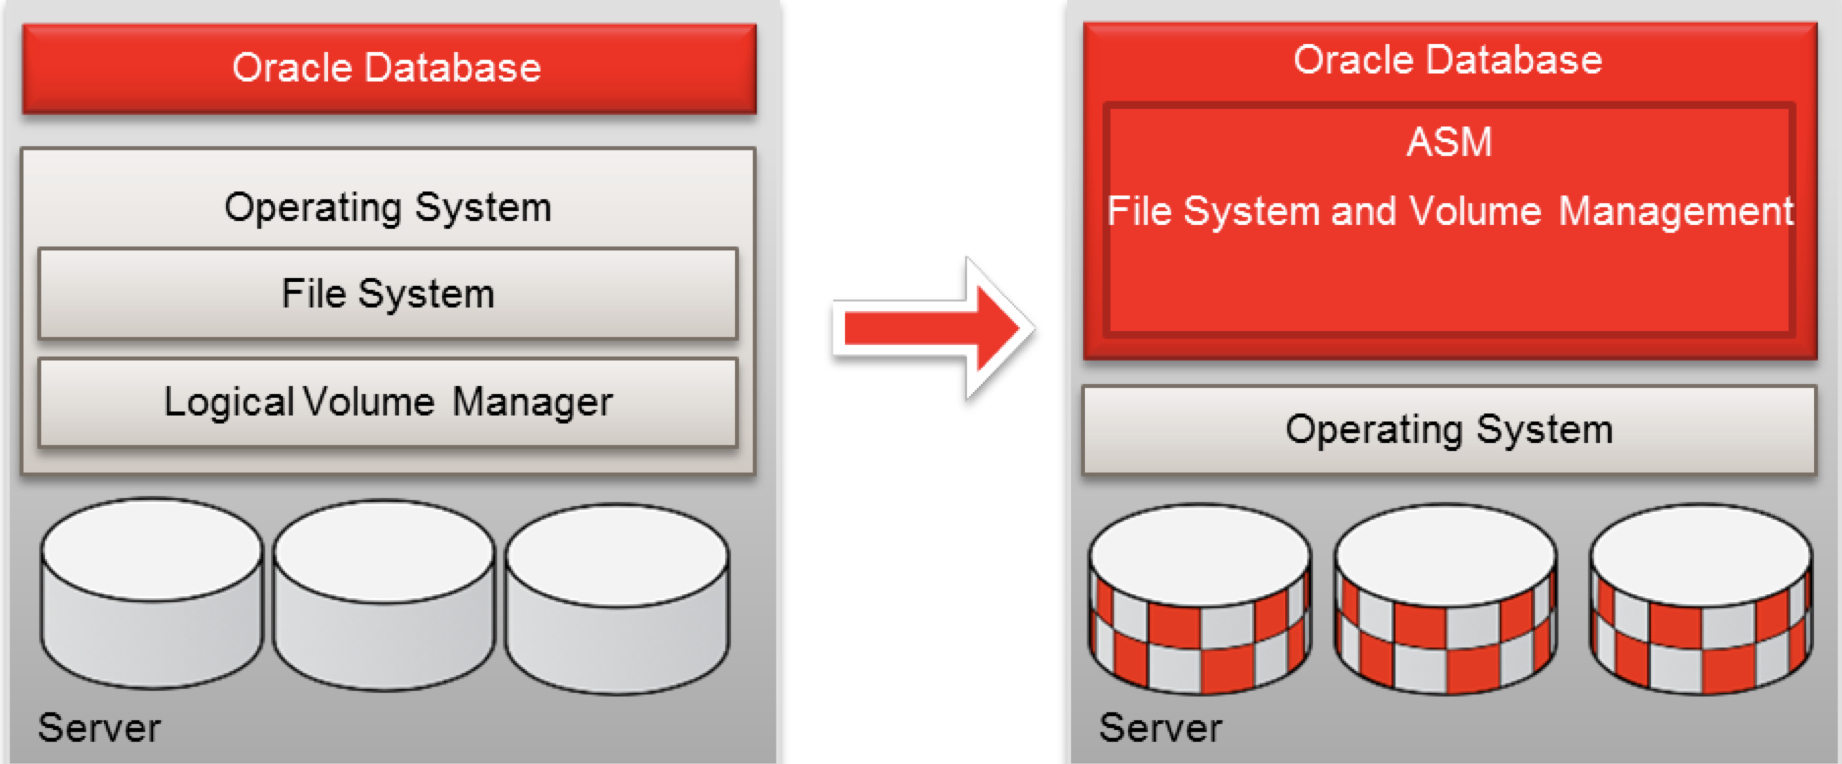 Oracle Database
Operating System
File System
Logical Volume Manager
Server
Oracle Database
ASM
File System and Volume Management
Operating System
Server